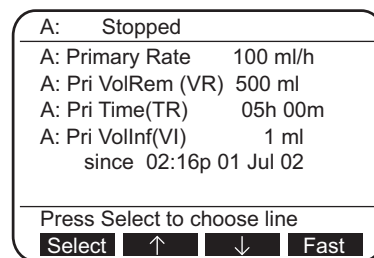 A: Stopped
A: Primary Rate 100 ml/h
A: Pri VolRem (VR) 500 ml
A: Pri Time(TR) 05h 00m
A: Pri VolInf(VI) 1 ml
since 02:16p 01 Jul 02
Press Select to choose line
Select ↑ ↓ Fast